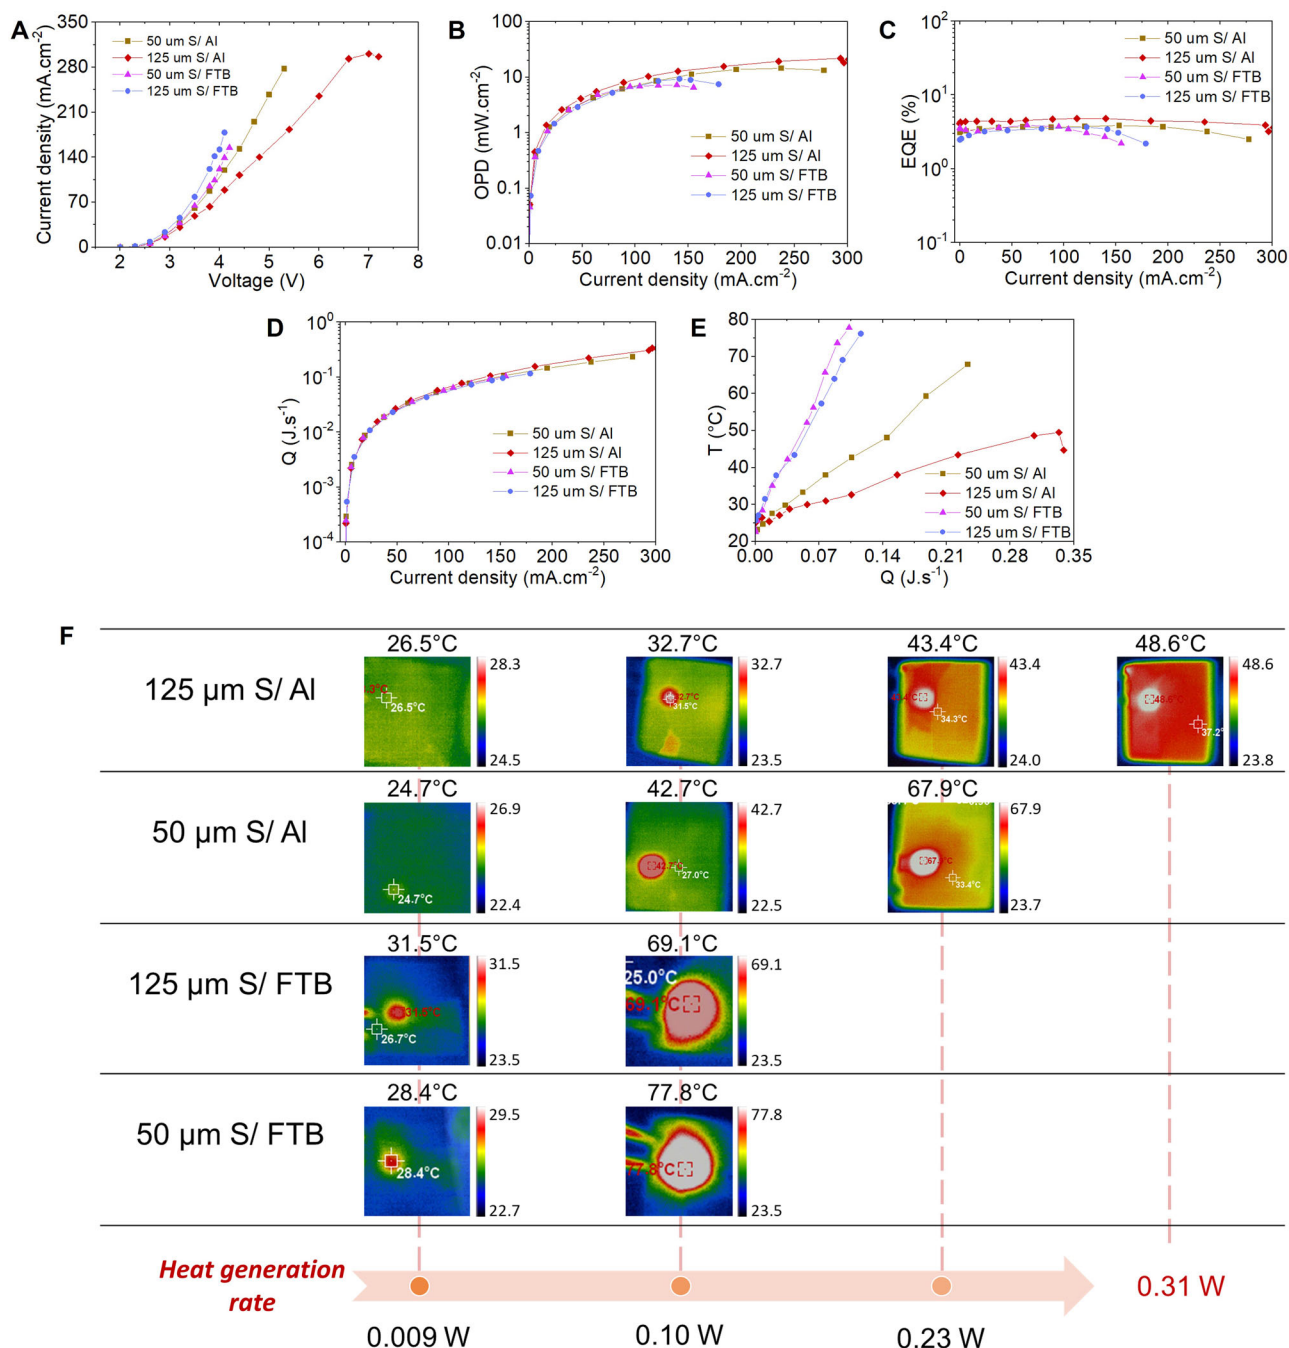 A
Current density (mA.cm-2)
350
280
210
140
70
0
2 3 4 5 6 7 8
Voltage (V)
50 um S/ Al
125 um S/ Al
50 um S/ FTB
125 um S/ FTB
B
OPD (mW.cm-2)
100
10
1
0.1
0.01
0 50 100 150 200 250 300
Current density (mA.cm-2)
50 um S/ Al
125 um S/ Al
50 um S/ FTB
125 um S/ FTB
C
EQE (%)
10^2
10^1
10^0
10^-1
0 50 100 150 200 250 300
Current density (mA.cm-2)
50 um S/ Al
125 um S/ Al
50 um S/ FTB
125 um S/ FTB
D
Q (J.s-1)
10^0
10^-1
10^-2
10^-3
10^-4
0 50 100 150 200 250 300
Current density (mA.cm-2)
50 um S/ Al
125 um S/ Al
50 um S/ FTB
125 um S/ FTB
E
T (°C)
80
70
60
50
40
30
20
0.00 0.07 0.14 0.21 0.28 0.35
Q (J.s-1)
50 um S/ Al
125 um S/ Al
50 um S/ FTB
125 um S/ FTB
F
26.5°C 32.7°C 43.4°C 48.6°C
125 µm S/ Al
28.3 32.7 43.4 48.6
26.5°C 31.5°C 34.3°C 48.6°C 37.2°
24.5 23.5 24.0 23.8
24.7°C 42.7°C 67.9°C
50 µm S/ Al
26.9 42.7 67.9
24.7°C 27.0°C 33.4°C
22.4 22.5 23.7
31.5°C 69.1°C
125 µm S/ FTB
31.5 69.1
25.0°C
31.5°C 69.1°C
26.7°C
23.5 23.5
28.4°C 77.8°C
50 µm S/ FTB
29.5 77.8
28.4°C 77.8°C
22.7 23.5
Heat generation
rate
0.31 W
0.009 W 0.10 W 0.23 W